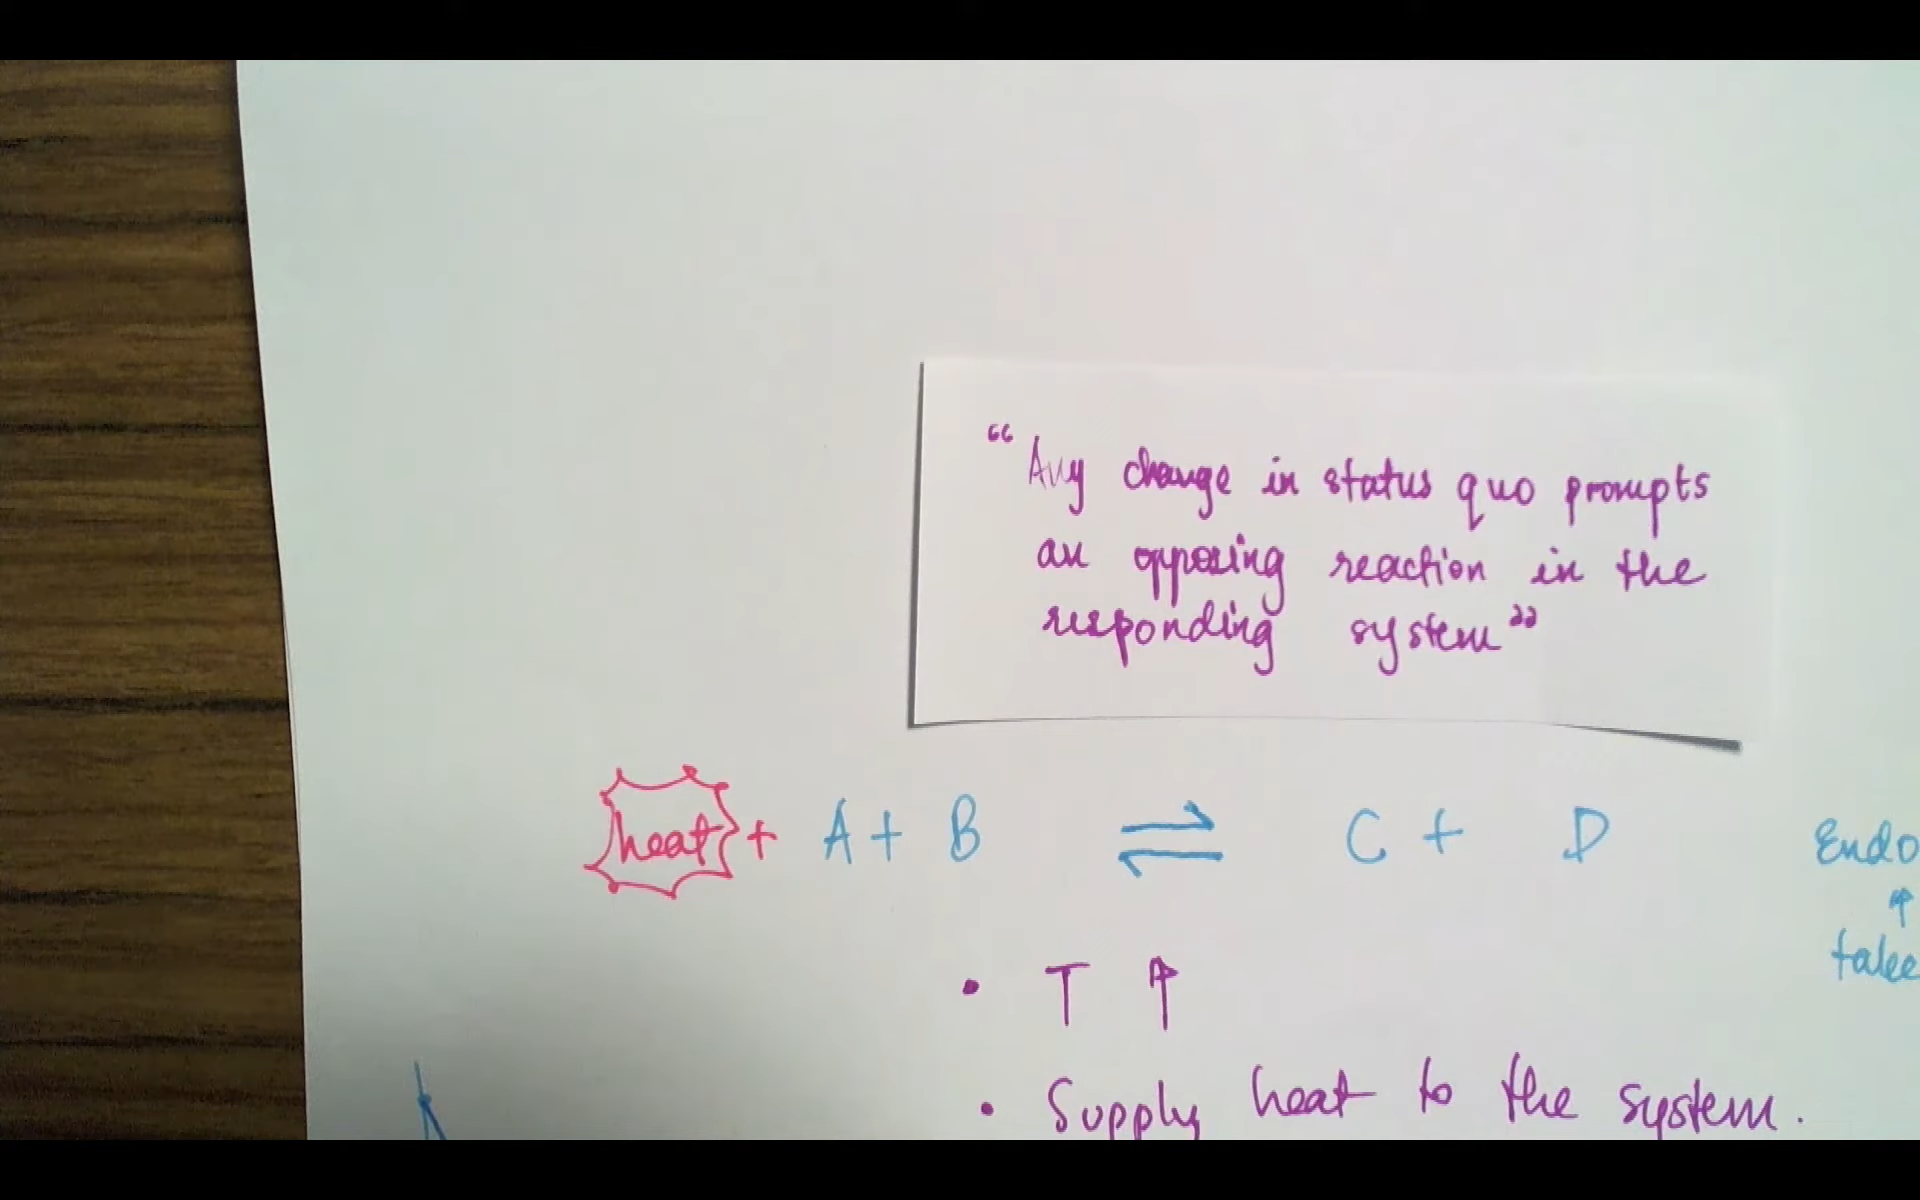 “Any change in status quo prompts
an opposing reaction in the
responding system”
heat + A + B ⇌ C + D Endo
↑
take
• T ↑
• Supply heat to the system.